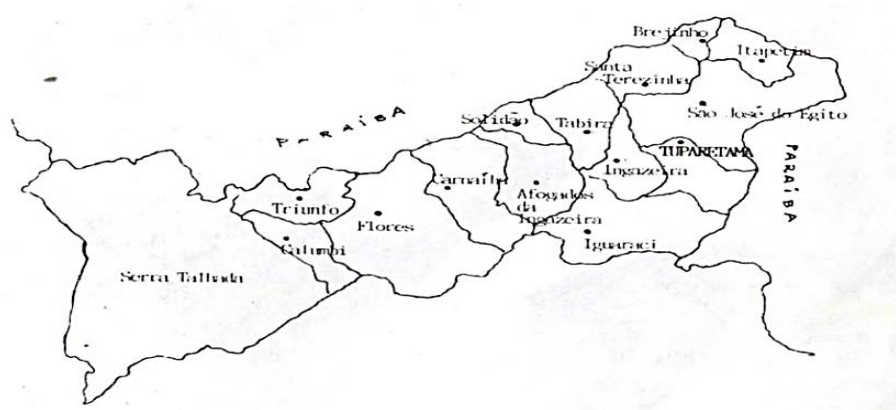 Brejinho
Itapetim
Santa
Terezinha
São José do Egito
PARAÍBA
Solidão
Tabira
TUPARETAMA
PARAÍBA
Ingazeira
Carnaíba
Afogados
da
Ingazeira
Triunfo
Flores
Iguaraci
Calumbi
Serra Talhada